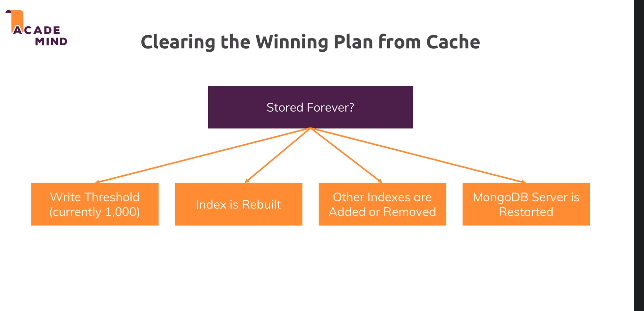 ACADE
MIND
Clearing the Winning Plan from Cache
Stored Forever?
Write Threshold
(currently 1,000)
Index is Rebuilt
Other Indexes are
Added or Removed
MongoDB Server is
Restarted